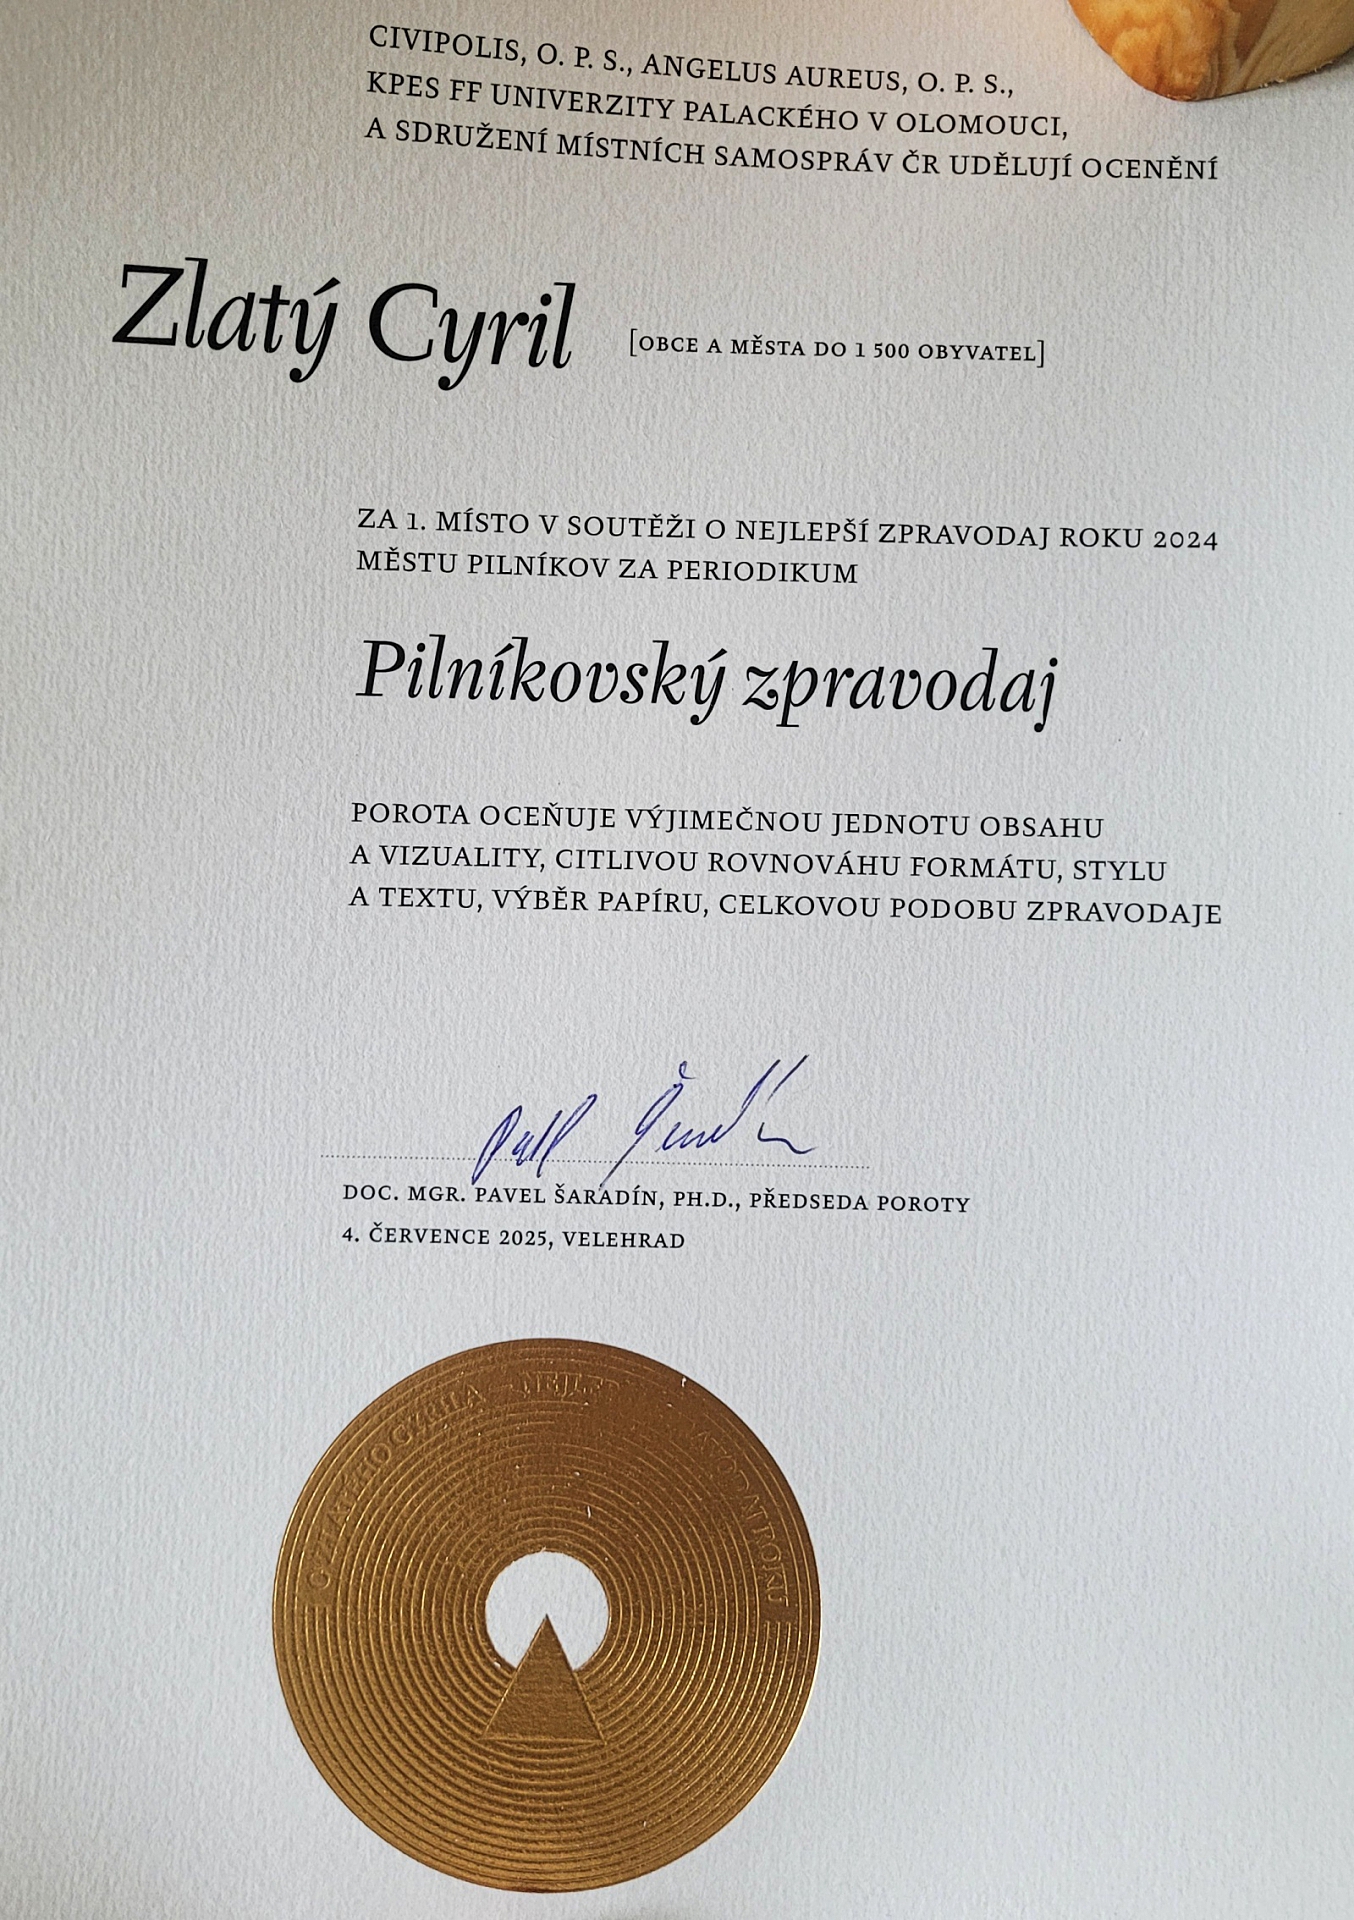 CIVIPOLIS, O. P. S., ANGELUS AUREUS, O. P. S.,
KPES FF UNIVERZITY PALACKÉHO V OLOMOUCI,
A SDRUŽENÍ MÍSTNÍCH SAMOSPRÁV ČR UDĚLUJÍ OCENĚNÍ
Zlatý Cyril [OBCE A MĚSTA DO 1 500 OBYVATEL]
ZA 1. MÍSTO V SOUTĚŽI O NEJLEPŠÍ ZPRAVODAJ ROKU 2024
MĚSTU PILNÍKOV ZA PERIODIKUM
Pilníkovský zpravodaj
POROTA OCEŇUJE VÝJIMEČNOU JEDNOTU OBSAHU
A VIZUALITY, CITLIVOU ROVNOVÁHU FORMÁTU, STYLU
A TEXTU, VÝBĚR PAPÍRU, CELKOVOU PODOBU ZPRAVODAJE
DOC. MGR. PAVEL ŠARADÍN, PH.D., PŘEDSEDA POROTY
4. ČERVENCE 2025, VELEHRAD
O ZLATÉHO CYRILA — ROKU